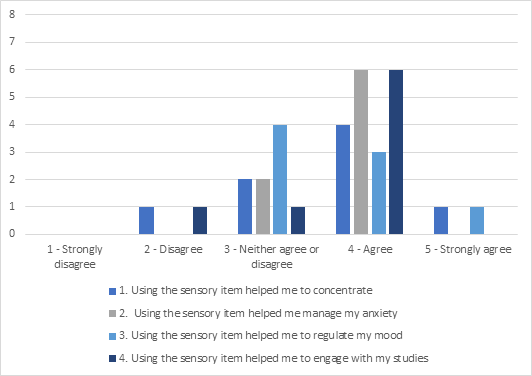 8
7
6
5
4
3
2
1
0
1 - Strongly disagree
2 - Disagree
3 - Neither agree or disagree
4 - Agree
5 - Strongly agree
1. Using the sensory item helped me to concentrate
2. Using the sensory item helped me manage my anxiety
3. Using the sensory item helped me to regulate my mood
4. Using the sensory item helped me to engage with my studies